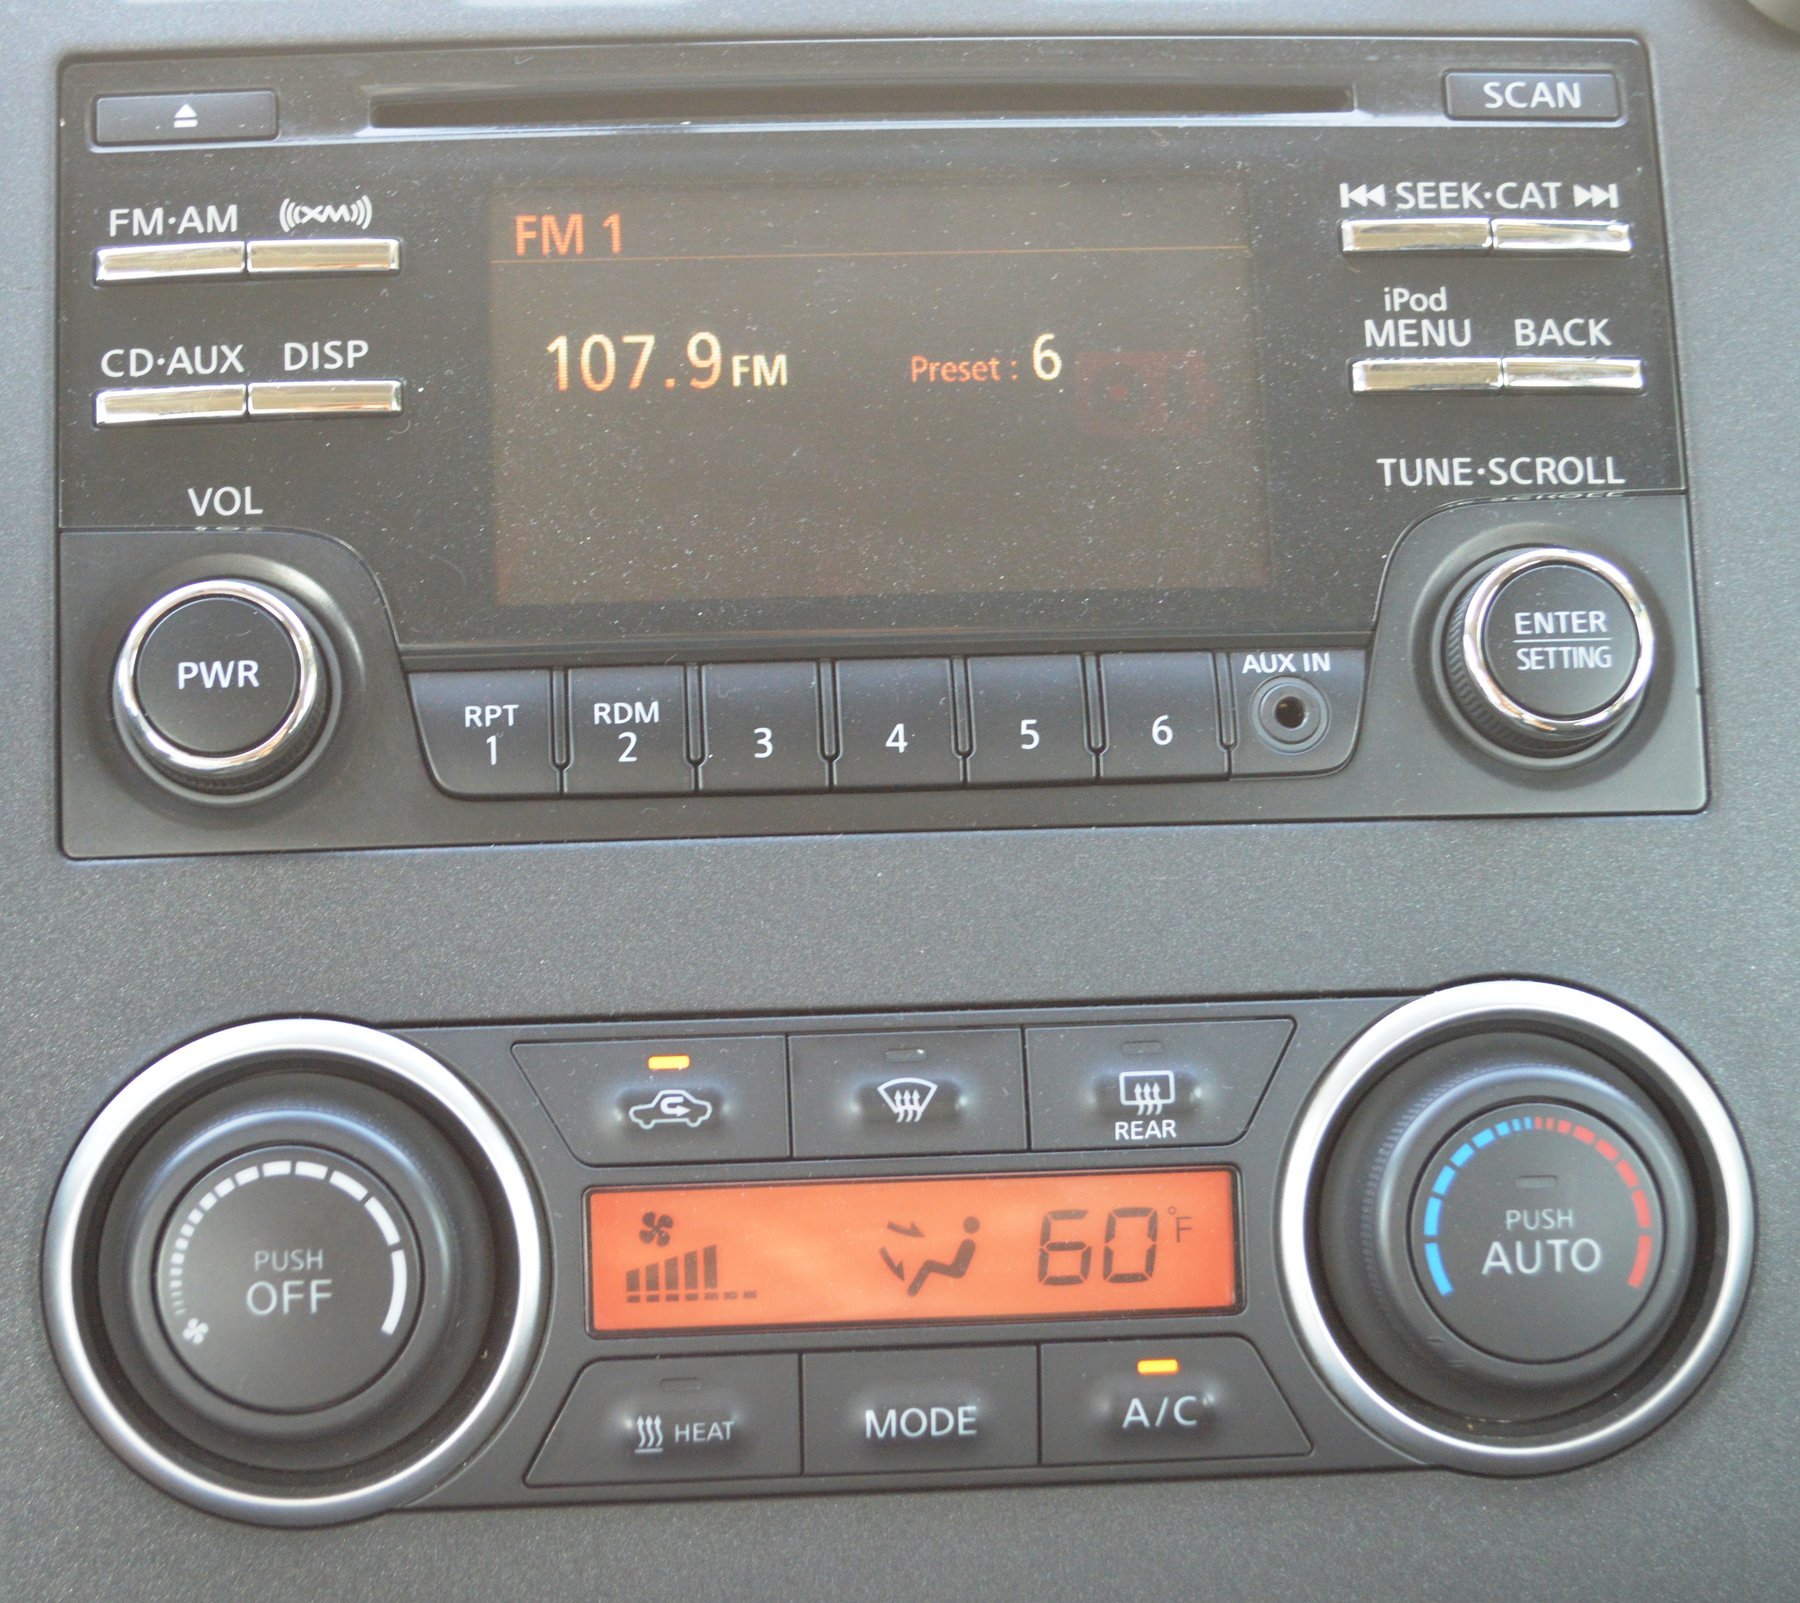 SCAN
FM·AM
XM
SEEK·CAT
FM 1
iPod
MENU
BACK
107.9 FM
Preset : 6
CD·AUX
DISP
VOL
TUNE·SCROLL
PWR
ENTER
SETTING
RPT
1
RDM
2
3
4
5
6
AUX IN
REAR
PUSH
OFF
60°F
PUSH
AUTO
HEAT
MODE
A/C